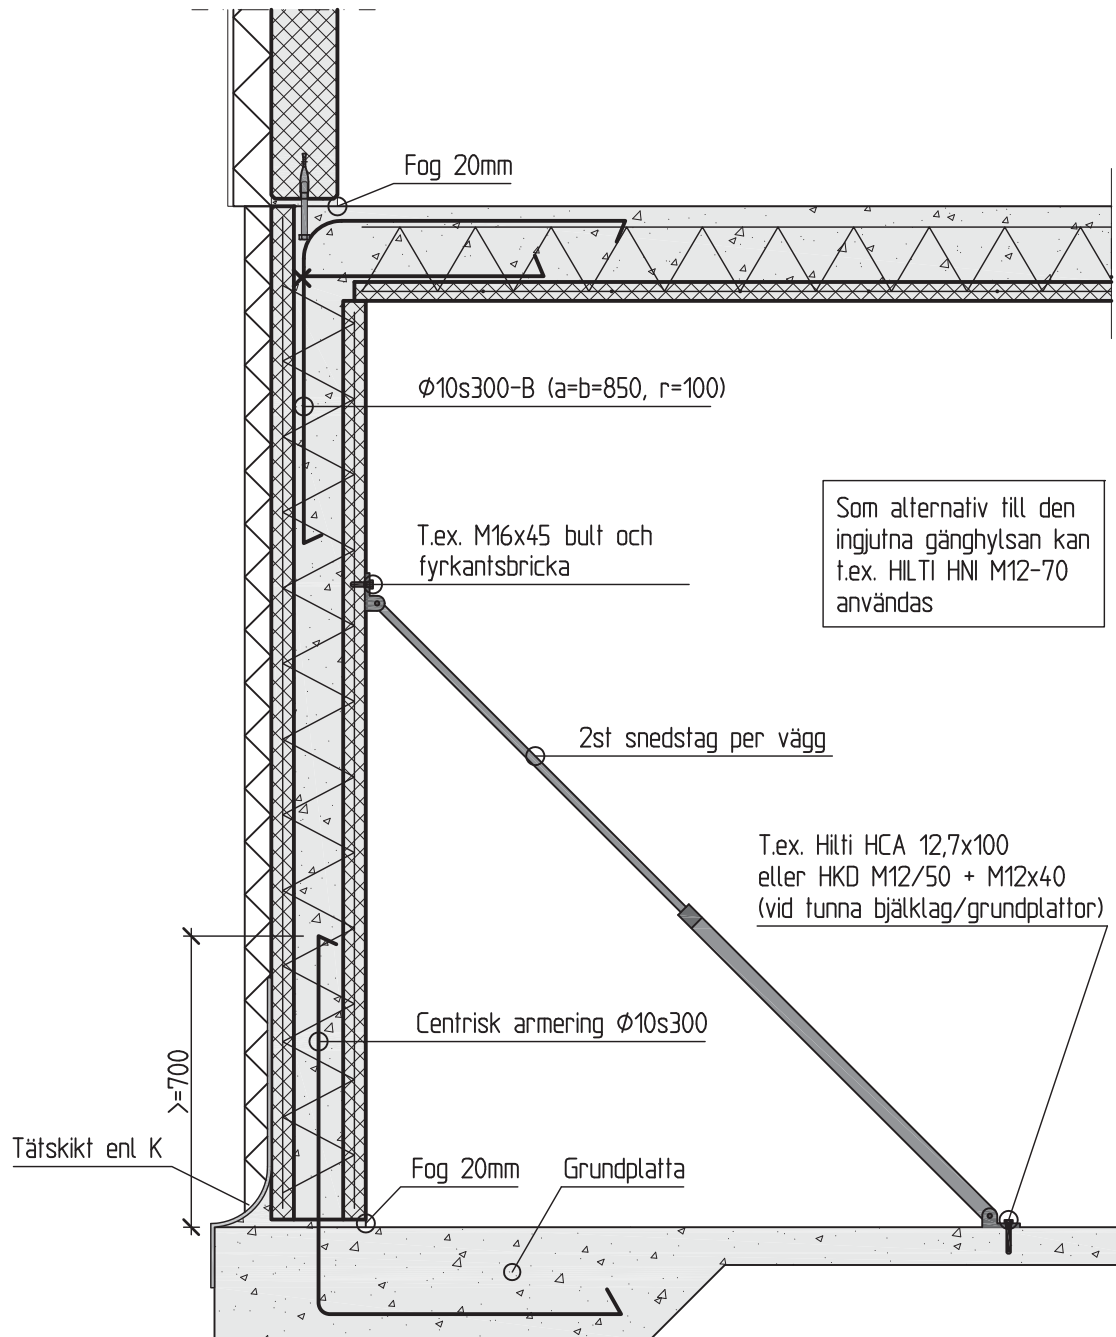 Fog 20mm
Φ10s300-B (a=b=850, r=100)
Som alternativ till den
ingjutna gänghylsan kan
t.ex. HILTI HNI M12-70
användas
T.ex. M16x45 bult och
fyrkantsbricka
2st snedstag per vägg
T.ex. Hilti HCA 12,7x100
eller HKD M12/50 + M12x40
(vid tunna bjälklag/grundplattor)
Centrisk armering Φ10s300
>=700
Tätskikt enl K
Fog 20mm
Grundplatta